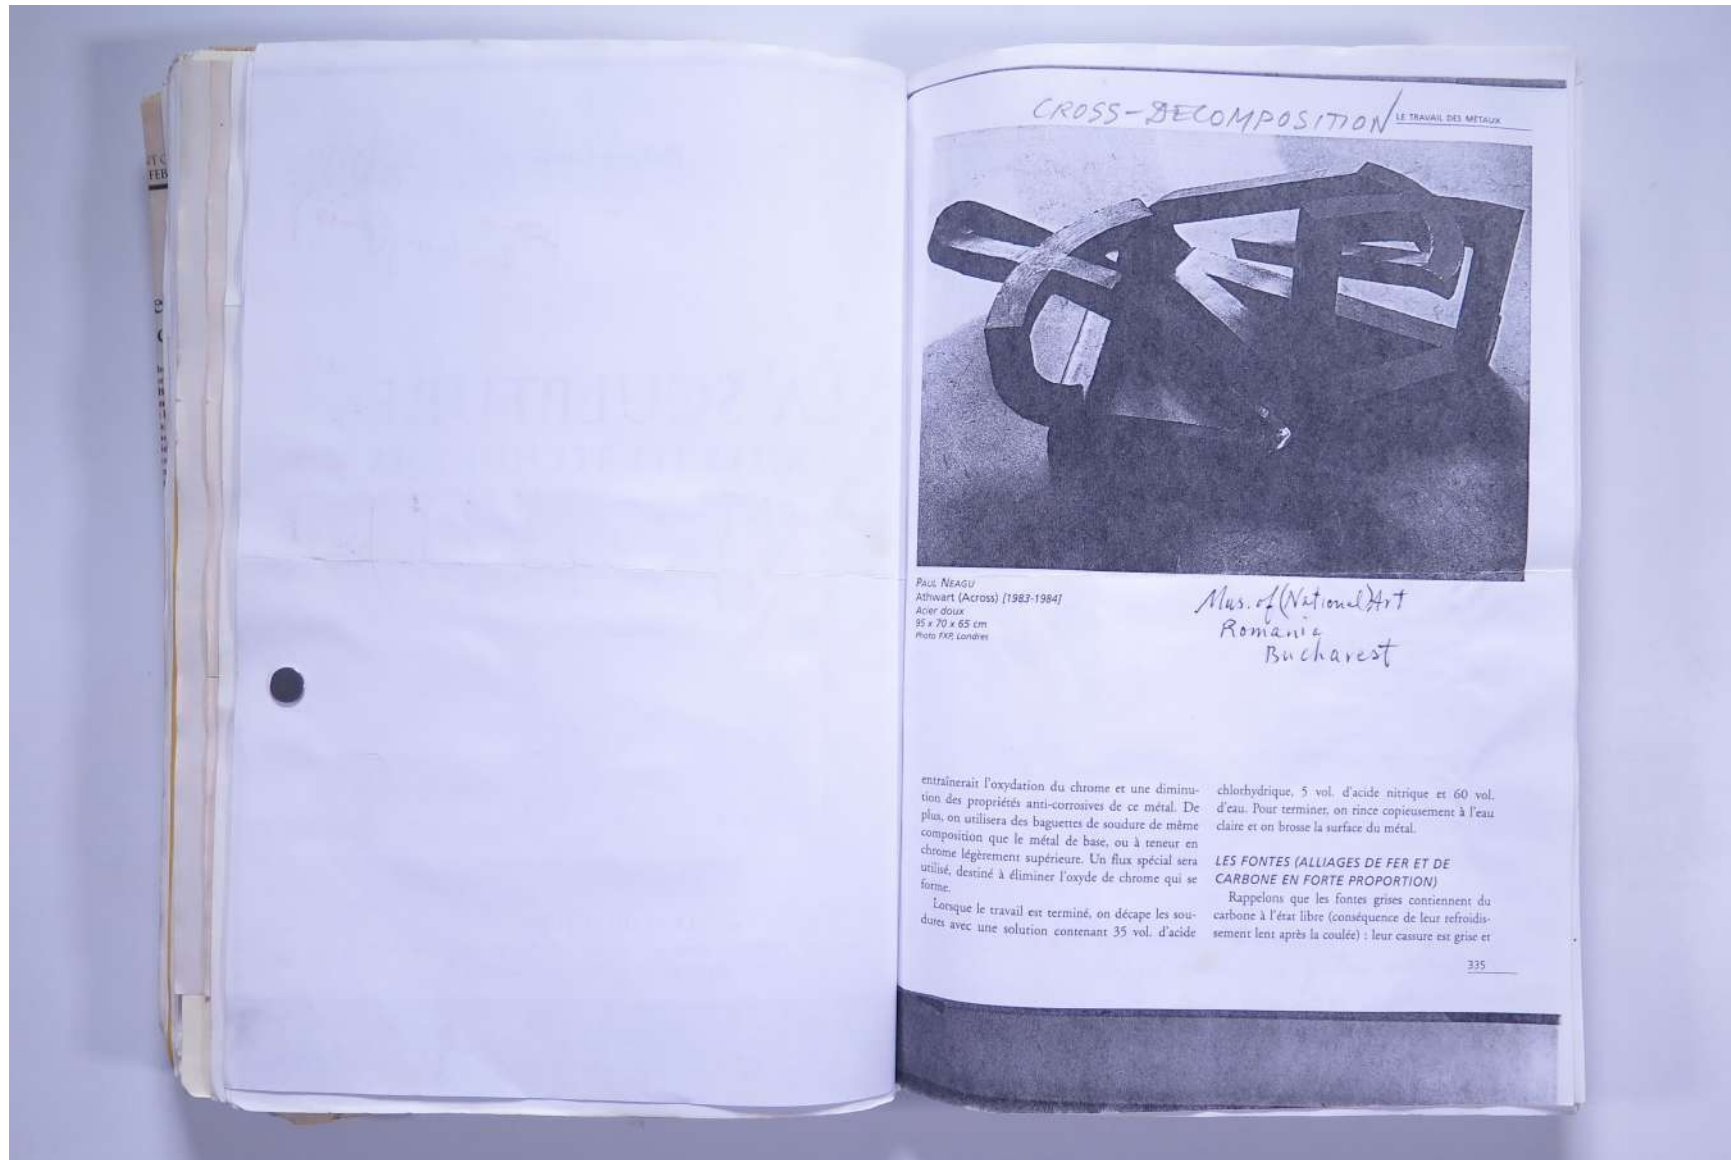 CROSS-DECOMPOSITION
LE TRAVAIL DES MÉTAUX
PAUL NEAGU
Athwart (Across) [1983-1984]
Acier doux
95 x 70 x 65 cm
Photo FXP, Londres
Mus. of (National) Art
Romania
Bucharest
entraînerait l'oxydation du chrome et une diminu-
tion des propriétés anti-corrosives de ce métal. De
plus, on utilisera des baguettes de soudure de même
composition que le métal de base, ou à teneur en
chrome légèrement supérieure. Un flux spécial sera
utilisé, destiné à éliminer l'oxyde de chrome qui se
forme.
Lorsque le travail est terminé, on décape les sou-
dures avec une solution contenant 35 vol. d'acide
chlorhydrique, 5 vol. d'acide nitrique et 60 vol.
d'eau. Pour terminer, on rince copieusement à l'eau
claire et on brosse la surface du métal.
LES FONTES (ALLIAGES DE FER ET DE
CARBONE EN FORTE PROPORTION)
Rappelons que les fontes grises contiennent du
carbone à l'état libre (conséquence de leur refroidis-
sement lent après la coulée) : leur cassure est grise et
335